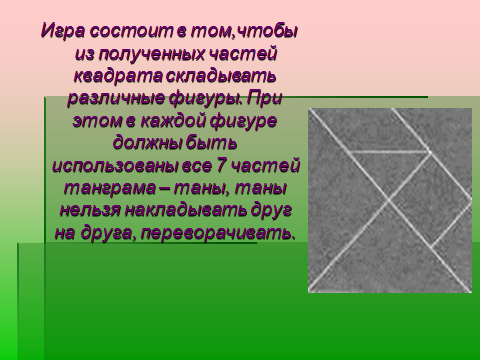 Игра состоит в том,чтобы
из полученных частей
квадрата складывать
различные фигуры. При
этом в каждой фигуре
должны быть
использованы все 7 частей
танграма – таны, таны
нельзя накладывать друг
на друга, переворачивать.